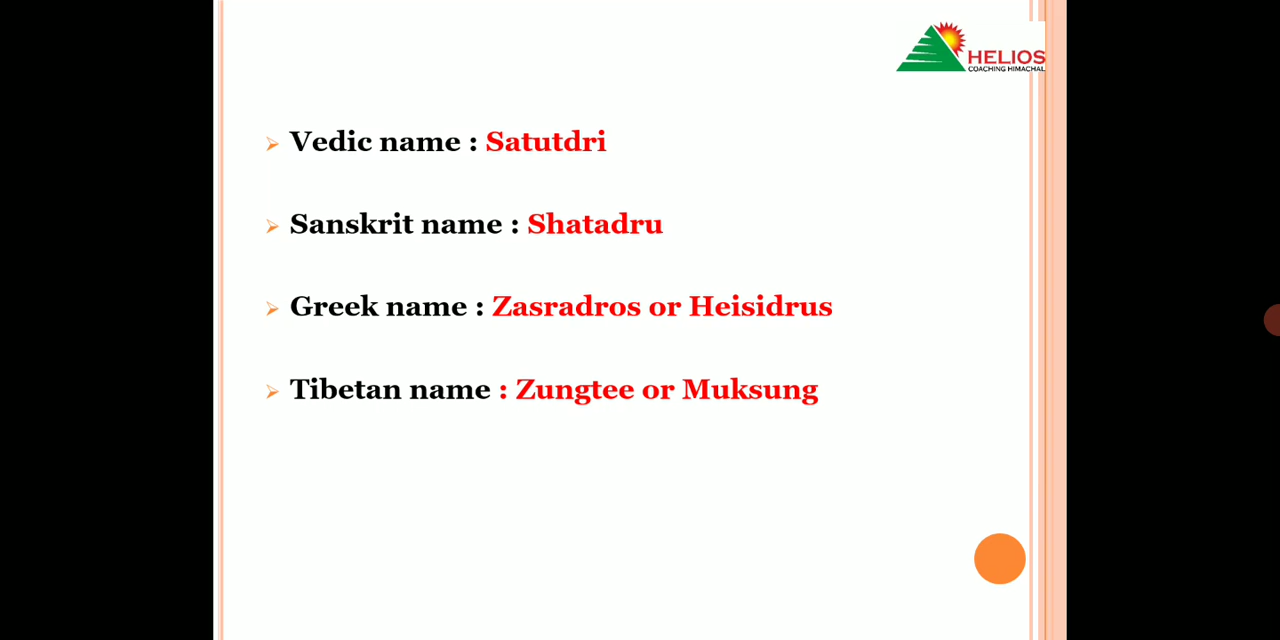 HELIOS
COACHING HIMACHAL
Vedic name : Satutdri
Sanskrit name : Shatadru
Greek name : Zasradros or Heisidrus
Tibetan name : Zungtee or Muksung